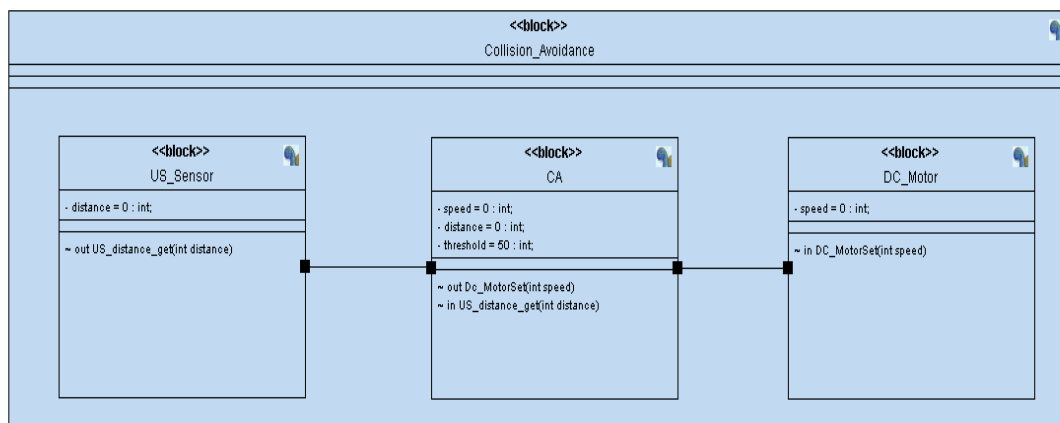 <<block>>
Collision_Avoidance
<<block>>
US_Sensor
- distance = 0 : int;
~ out US_distance_get(int distance)
<<block>>
CA
- speed = 0 : int;
- distance = 0 : int;
- threshold = 50 : int;
~ out Dc_MotorSet(int speed)
~ in US_distance_get(int distance)
<<block>>
DC_Motor
- speed = 0 : int;
~ in DC_MotorSet(int speed)